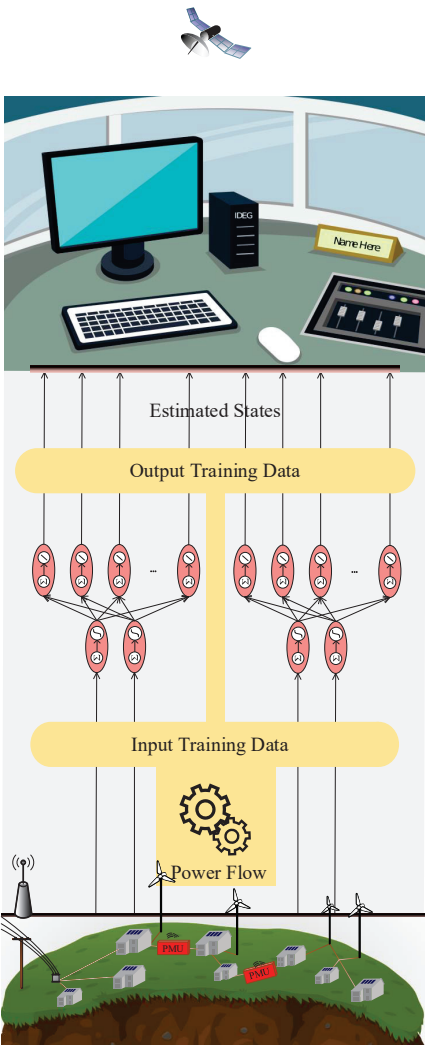 IDEG
Name Here
Estimated States
Output Training Data
Σ Σ Σ ... Σ Σ Σ Σ ... Σ
Σ Σ Σ Σ
Input Training Data
Power Flow
PMU
PMU